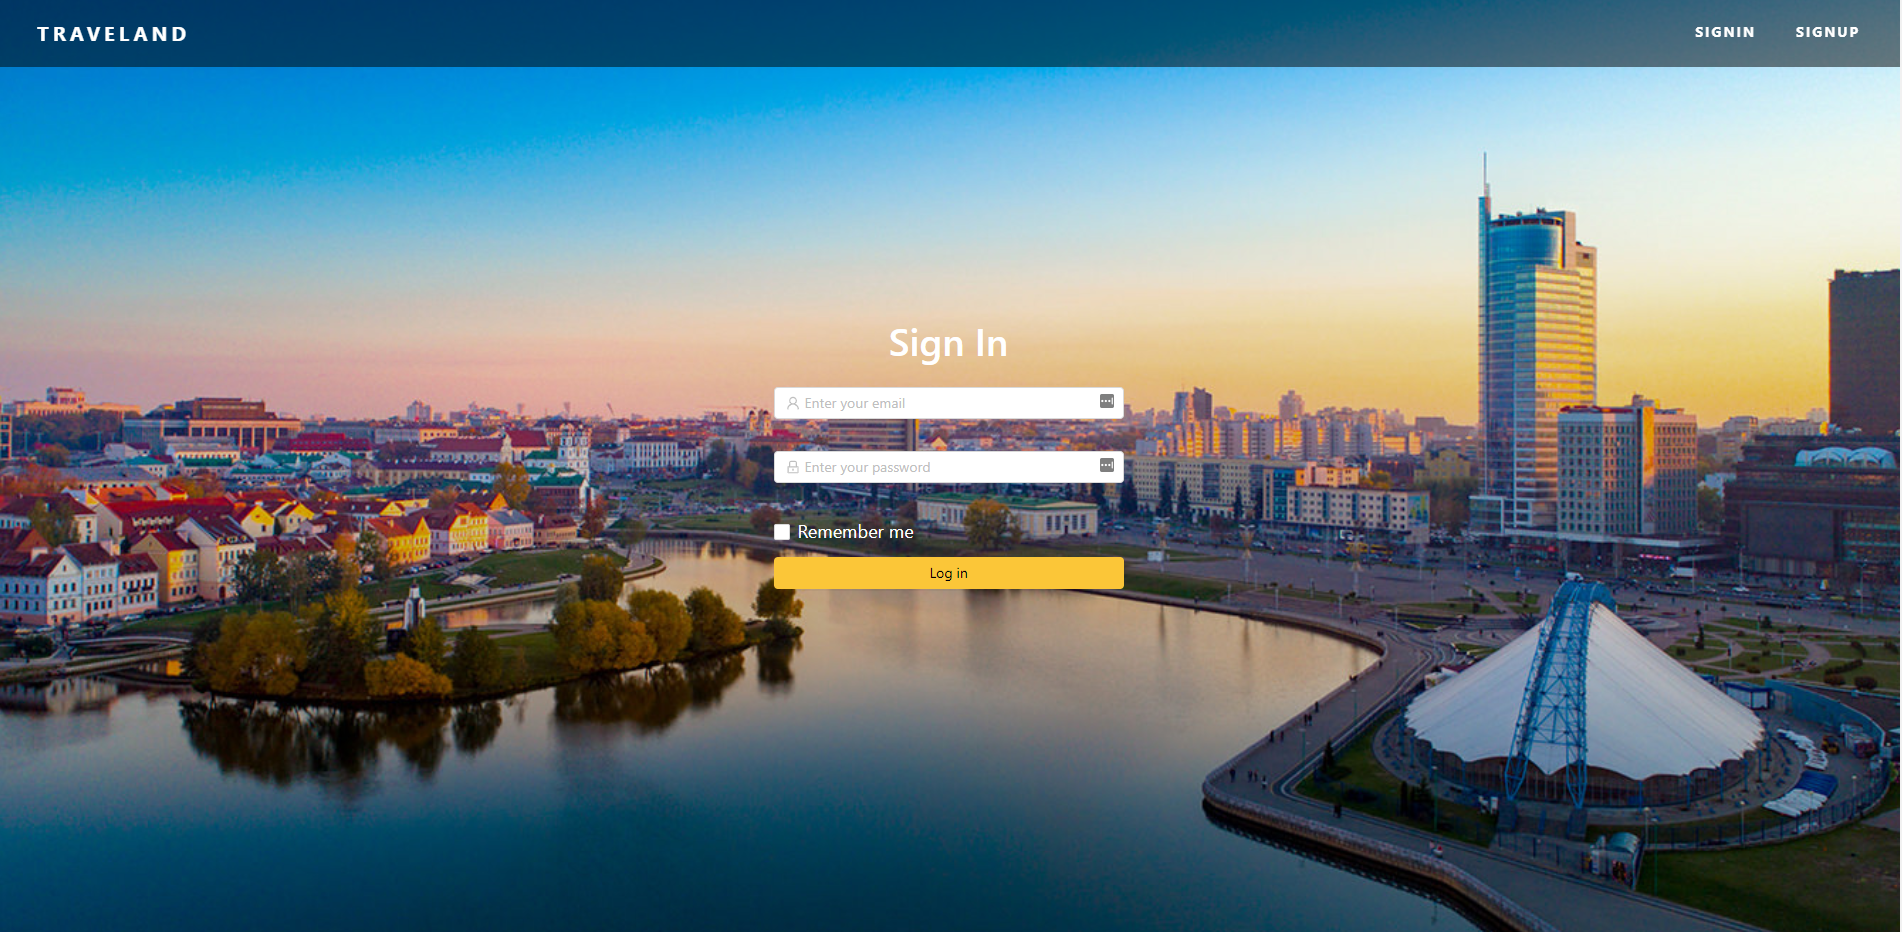 TRAVELAND
SIGNIN
SIGNUP
Sign In
Enter your email
Enter your password
Remember me
Log in